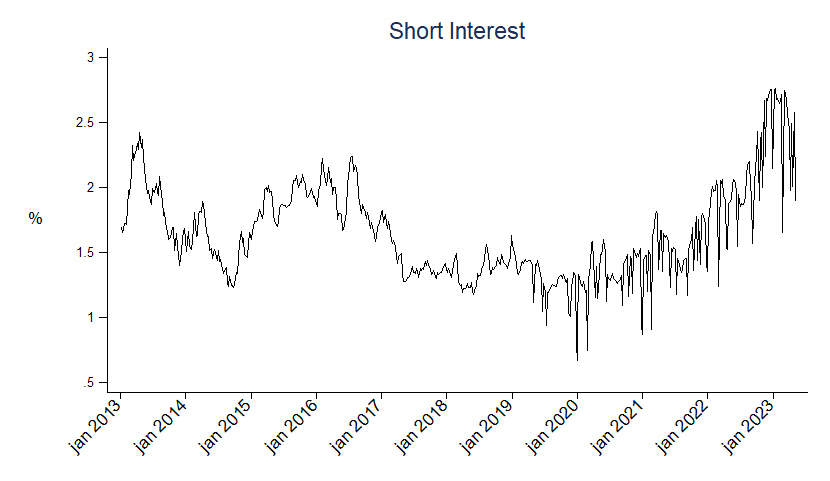 Short Interest
3
2.5
2
%
1.5
1
.5
jan 2013
jan 2014
jan 2015
jan 2016
jan 2017
jan 2018
jan 2019
jan 2020
jan 2021
jan 2022
jan 2023